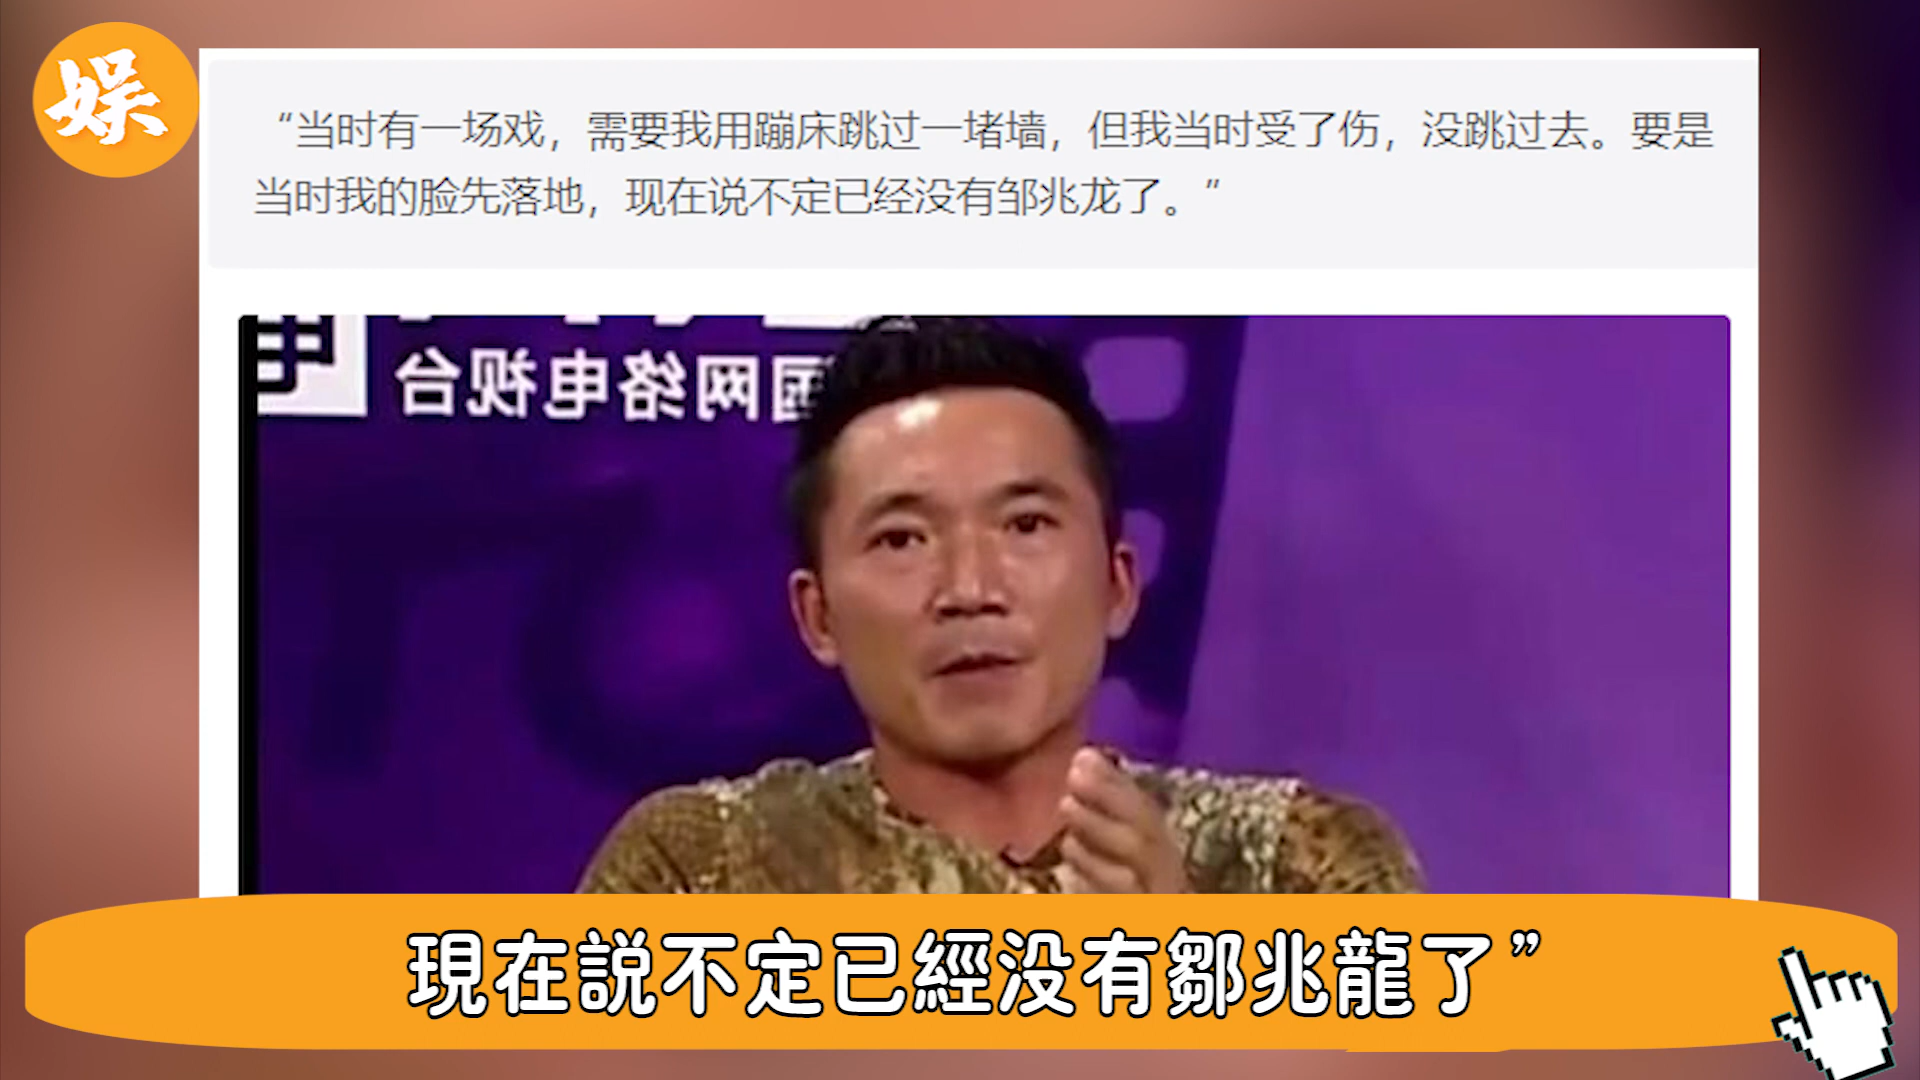 娱
“当时有一场戏，需要我用蹦床跳过一堵墙，但我当时受了伤，没跳过去。要是
当时我的脸先落地，现在说不定已经没有邹兆龙了。”
国网络电视台
現在説不定已經没有鄒兆龍了”